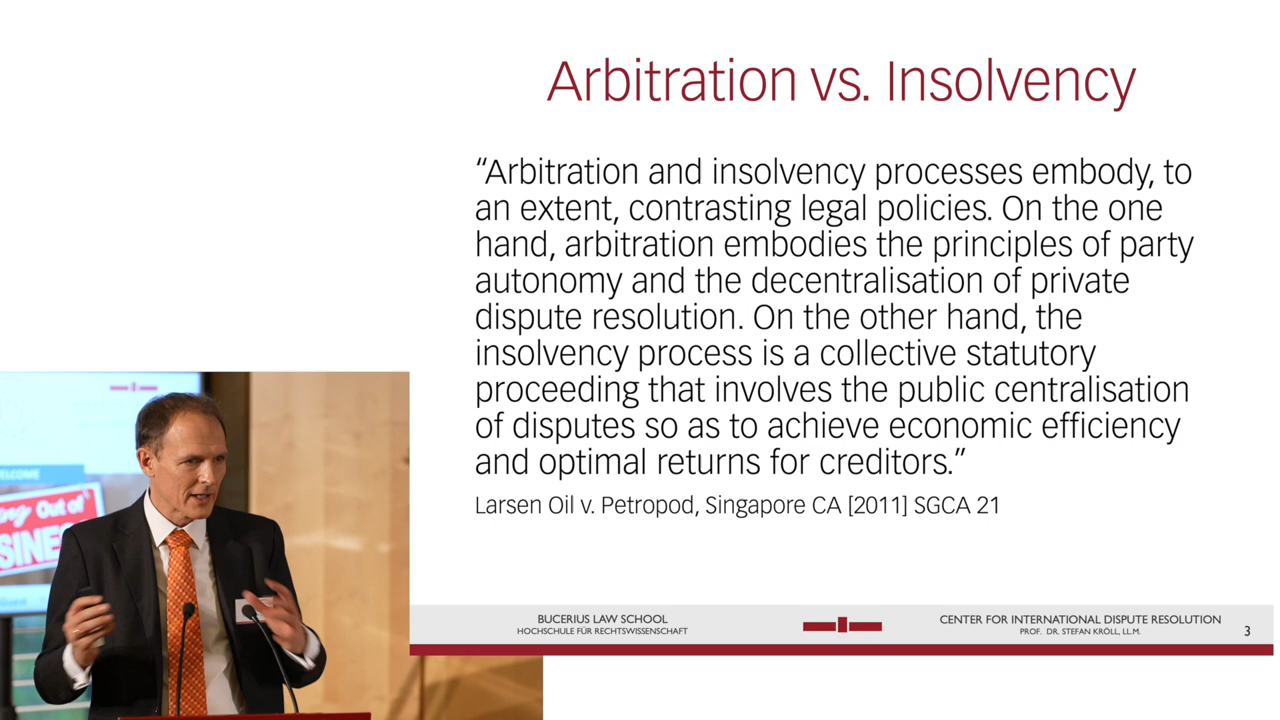 Arbitration vs. Insolvency
“Arbitration and insolvency processes embody, to
an extent, contrasting legal policies. On the one
hand, arbitration embodies the principles of party
autonomy and the decentralisation of private
dispute resolution. On the other hand, the
insolvency process is a collective statutory
proceeding that involves the public centralisation
of disputes so as to achieve economic efficiency
and optimal returns for creditors.”
Larsen Oil v. Petropod, Singapore CA [2011] SGCA 21
Out of
BUCERIUS LAW SCHOOL
HOCHSCHULE FÜR RECHTSWISSENSCHAFT
CENTER FOR INTERNATIONAL DISPUTE RESOLUTION
PROF. DR. STEFAN KRÖLL, LL.M.
3